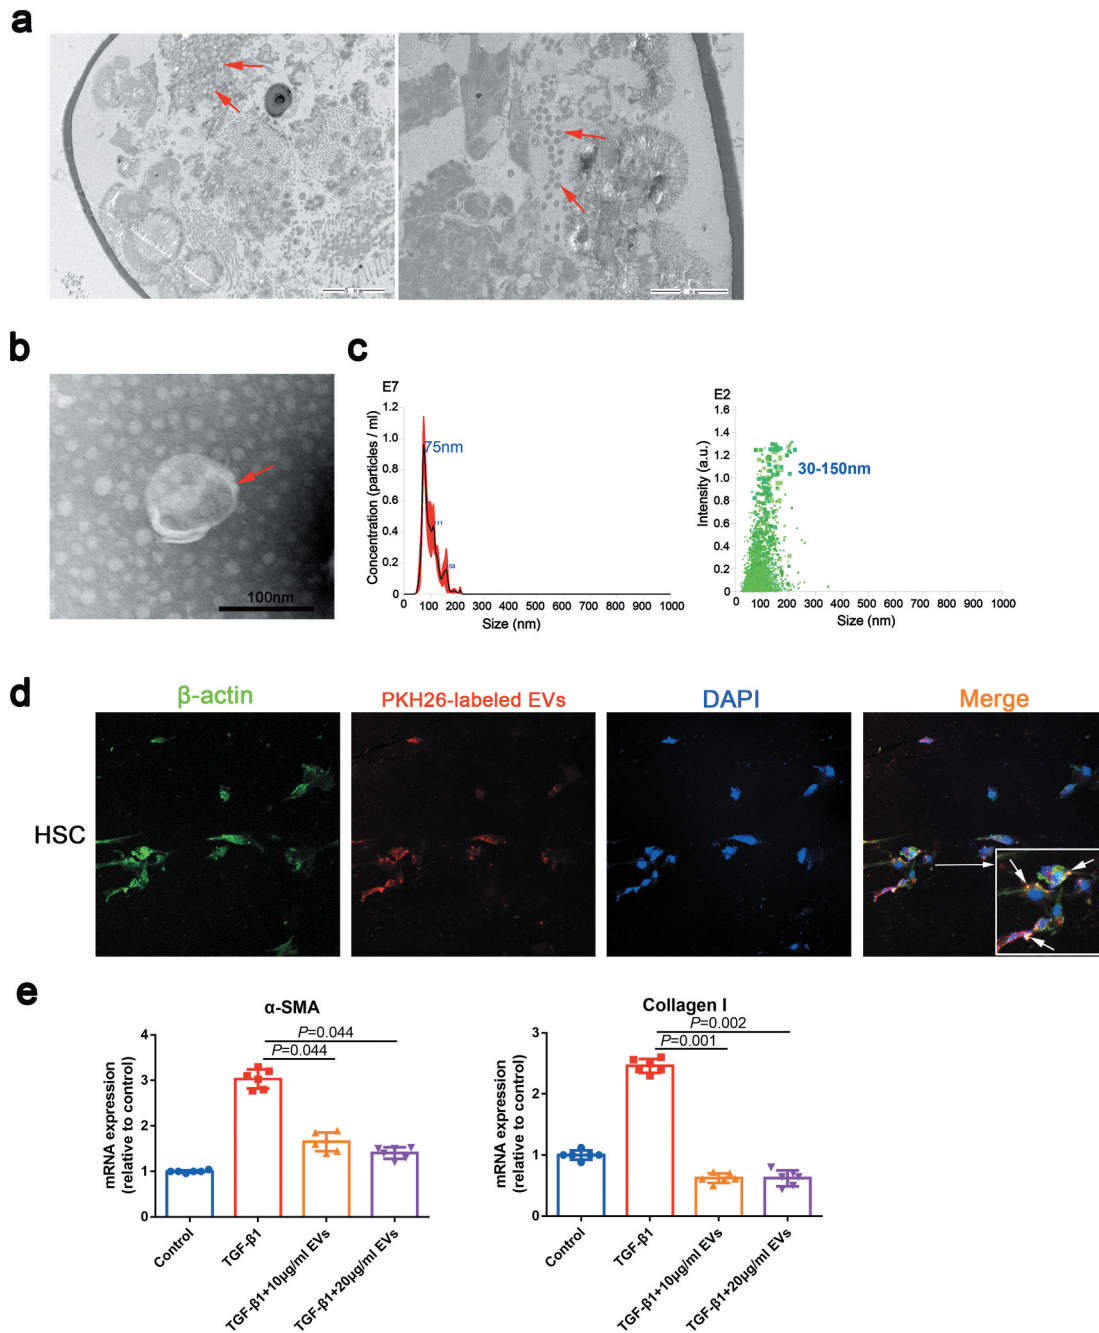 a
5 μm
2 μm
b
100nm
c
E7
1.2
1.0
0.8
0.6
0.4
0.2
0
Concentration (particles / ml)
75nm
111
158
0 100 200 300 400 500 600 700 800 900 1000
Size (nm)
E2
1.6
1.4
1.2
1.0
0.8
0.6
0.4
0.2
0
Intensity (a.u.)
30-150nm
0 100 200 300 400 500 600 700 800 900 1000
Size (nm)
d
β-actin
PKH26-labeled EVs
DAPI
Merge
HSC
e
α-SMA
P=0.044
P=0.044
4
3
2
1
0
mRNA expression
(relative to control)
Control
TGF-β1
TGF-β1+10μg/ml EVs
TGF-β1+20μg/ml EVs
Collagen I
P=0.002
P=0.001
3
2
1
0
mRNA expression
(relative to control)
Control
TGF-β1
TGF-β1+10μg/ml EVs
TGF-β1+20μg/ml EVs